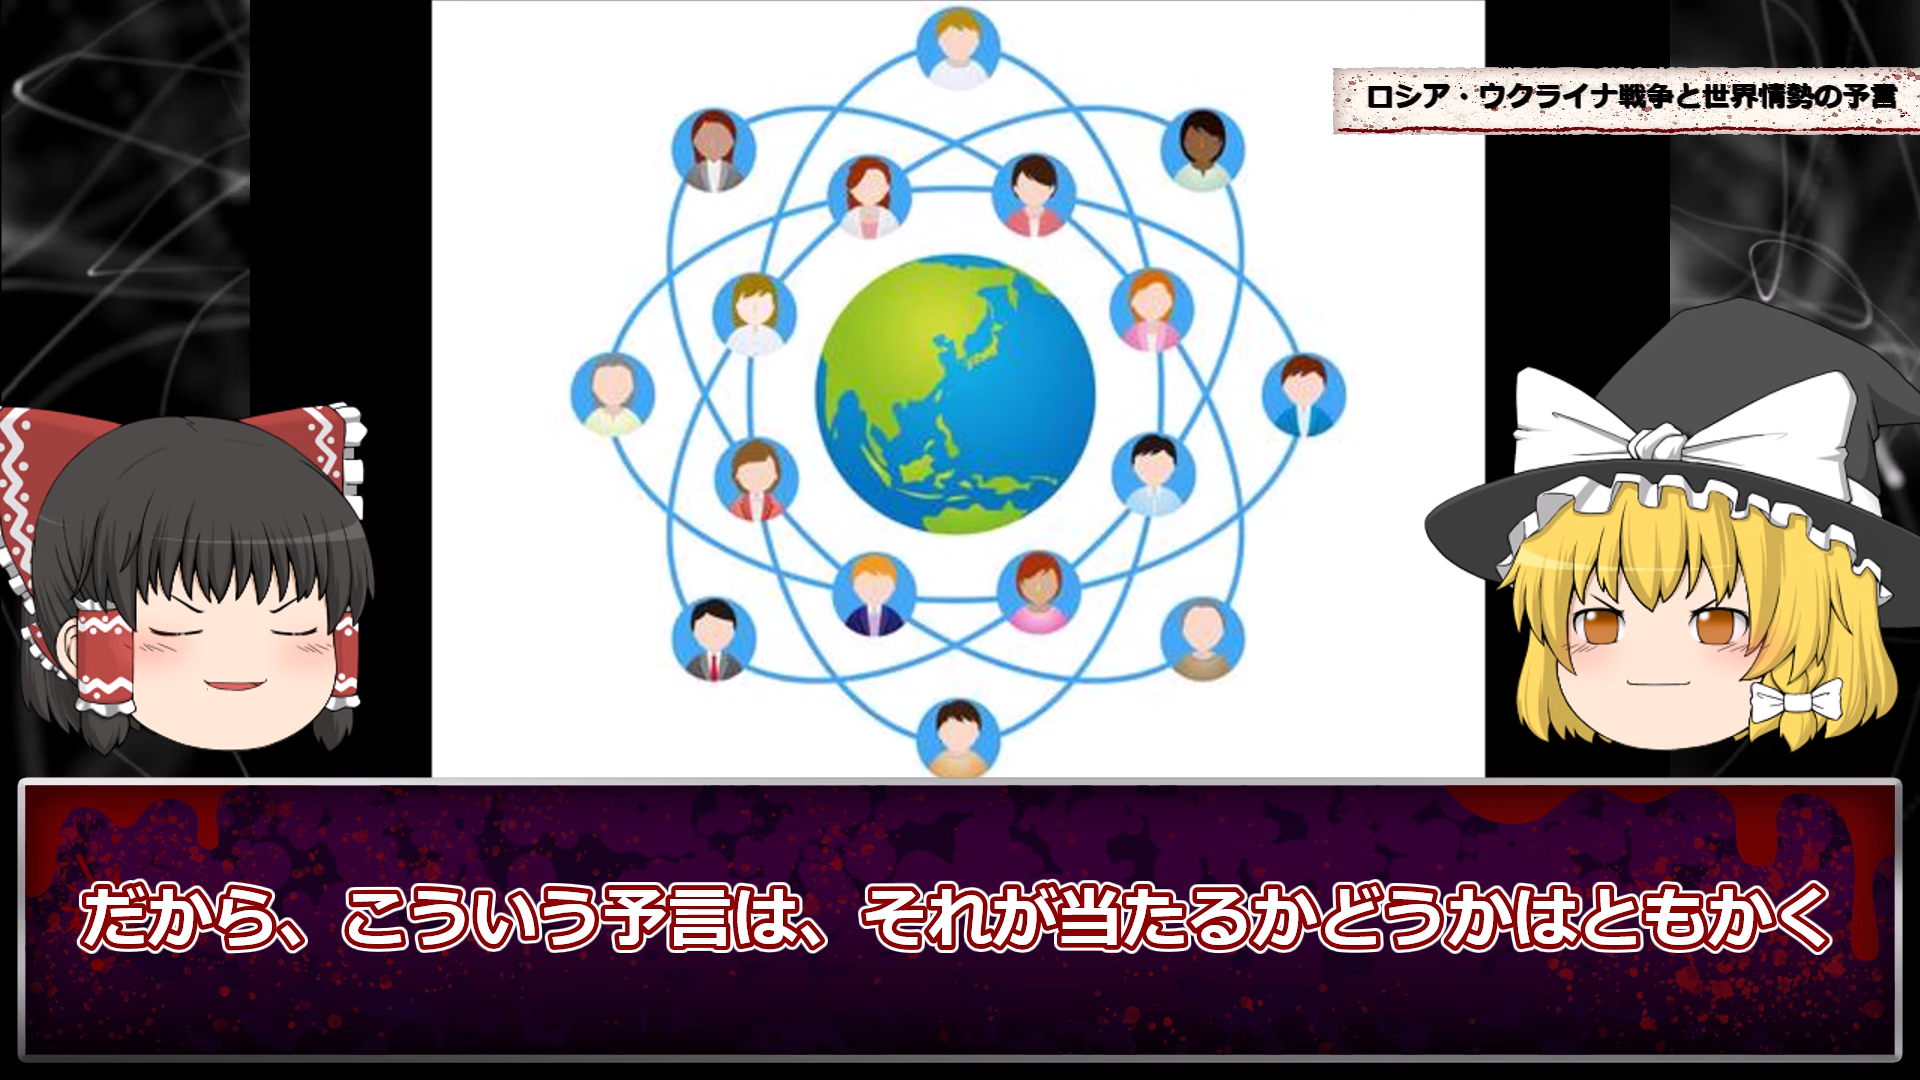 ロシア・ウクライナ戦争と世界情勢の予言
だから、こういう予言は、それが当たるかどうかはともかく